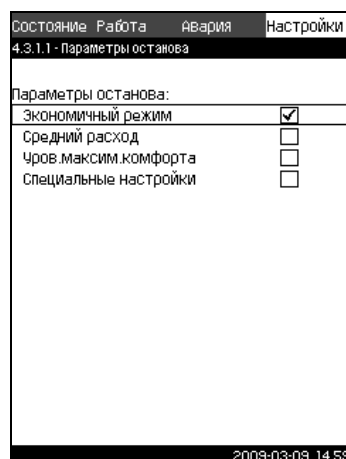 Состояние Работа Авария Настройки
4.3.1.1 - Параметры останова
Параметры останова:
Экономичный режим
Средний расход
Уров.максим.комфорта
Специальные настройки
2009-03-09 14:59